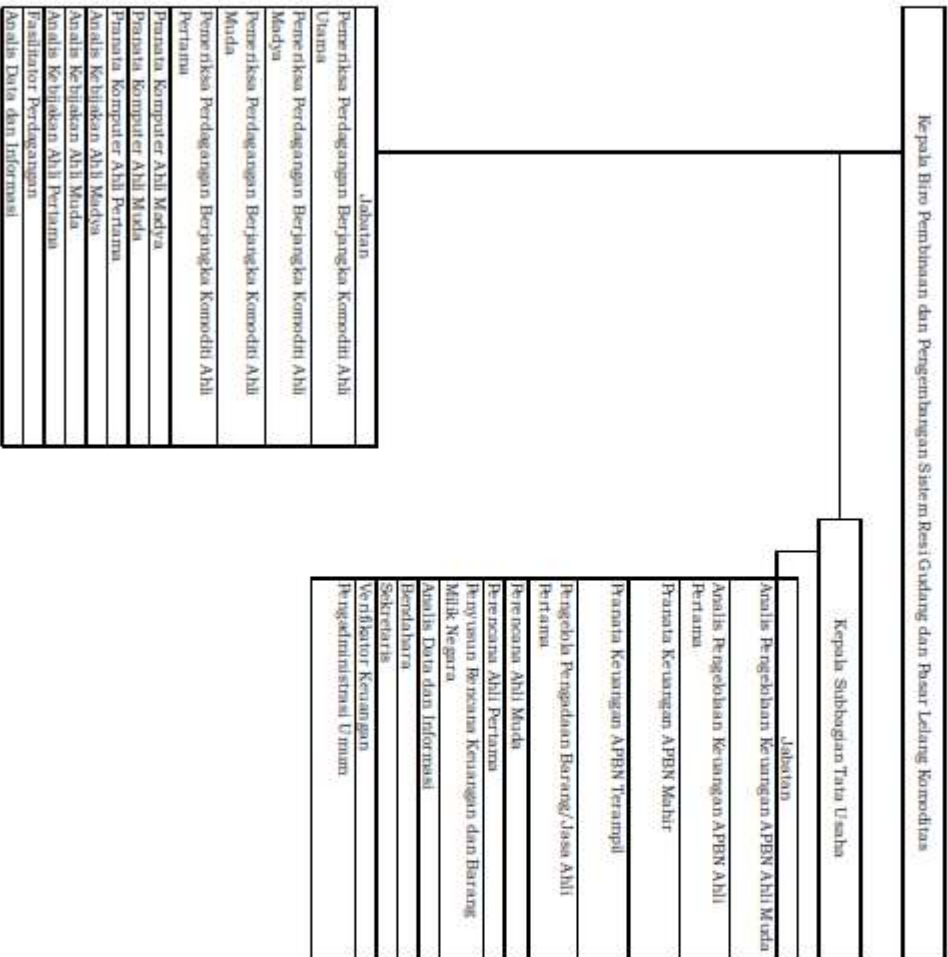 Kepala Biro Pembinaan dan Pengembangan Sistem Resi Gudang dan Pasar Lelang Komoditas
Kepala Subbagian Tata Usaha
Jabatan
Analis Pengelolaan Keuangan APBN Ahli Muda
Analis Pengelolaan Keuangan APBN Ahli
Pertama
Pranata Keuangan APBN Mahir
Pranata Keuangan APBN Terampil
Pengelola Pengadaan Barang/Jasa Ahli
Pertama
Perencana Ahli Muda
Perencana Ahli Pertama
Penyusun Rencana Keuangan dan Barang
Milik Negara
Analis Data dan Informasi
Bendahara
Sekretaris
Verifikator Keuangan
Pengadministrasi Umum
Jabatan
Pemeriksa Perdagangan Berjangka Komoditi Ahli
Utama
Pemeriksa Perdagangan Berjangka Komoditi Ahli
Madya
Pemeriksa Perdagangan Berjangka Komoditi Ahli
Muda
Pemeriksa Perdagangan Berjangka Komoditi Ahli
Pertama
Pranata Komputer Ahli Madya
Pranata Komputer Ahli Muda
Pranata Komputer Ahli Pertama
Analis Kebijakan Ahli Madya
Analis Kebijakan Ahli Muda
Analis Kebijakan Ahli Pertama
Fasilitator Perdagangan
Analis Data dan Informasi